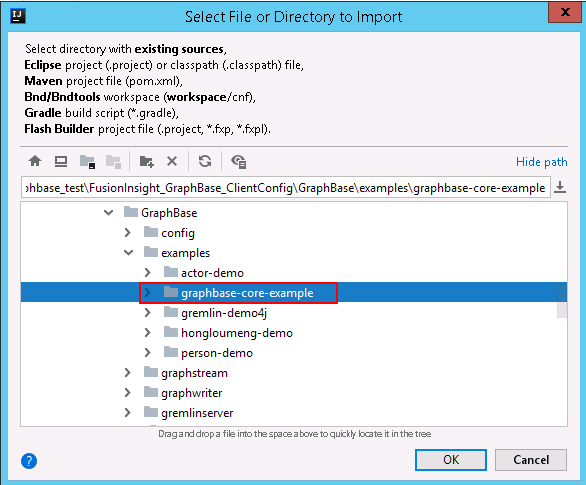 Select File or Directory to Import
X
Select directory with existing sources,
Eclipse project (.project) or classpath (.classpath) file,
Maven project file (pom.xml),
Bnd/Bndtools workspace (workspace/cnf),
Gradle build script (*.gradle),
Flash Builder project file (.project, *.fxp, *.fxpl).
Hide path
phbase_test\FusionInsight_GraphBase_ClientConfig\GraphBase\examples\graphbase-core-example
GraphBase
config
examples
actor-demo
graphbase-core-example
gremlin-demo4j
hongloumeng-demo
person-demo
graphstream
graphwriter
gremlinserver
Drag and drop a file into the space above to quickly locate it in the tree
?
OK
Cancel